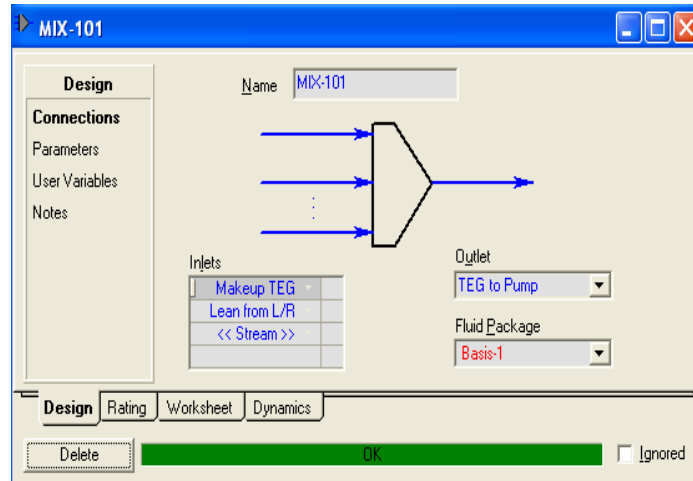 MIX-101
Design
Connections
Parameters
User Variables
Notes
Name MIX-101
Inlets
Makeup TEG
Lean from L/R
<< Stream >>
Outlet
TEG to Pump
Fluid Package
Basis-1
Design Rating Worksheet Dynamics
Delete OK Ignored